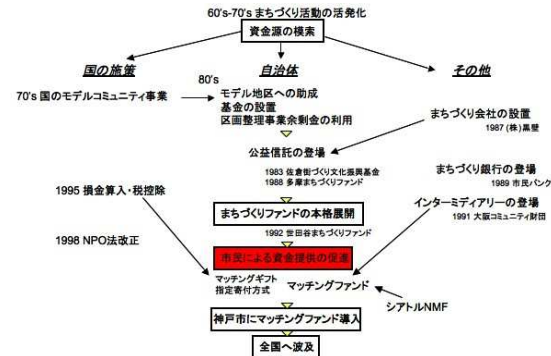 60's-70's まちづくり活動の活発化
資金源の模索
国の施策
自治体
その他
80's
70's 国のモデルコミュニティ事業
モデル地区への助成
基金の設置
区画整理事業余剰金の利用
まちづくり会社の設置
1987 (株)黒壁
公益信託の登場
1983 佐倉街づくり文化振興基金
1988 多摩まちづくりファンド
まちづくり銀行の登場
1989 市民バンク
1995 損金算入・税控除
インターミディアリーの登場
1991 大阪コミュニティ財団
まちづくりファンドの本格展開
1992 世田谷まちづくりファンド
1998 NPO法改正
市民による資金提供の促進
マッチングギフト
指定寄付方式
マッチングファンド
シアトルNMF
神戸市にマッチングファンド導入
全国へ波及